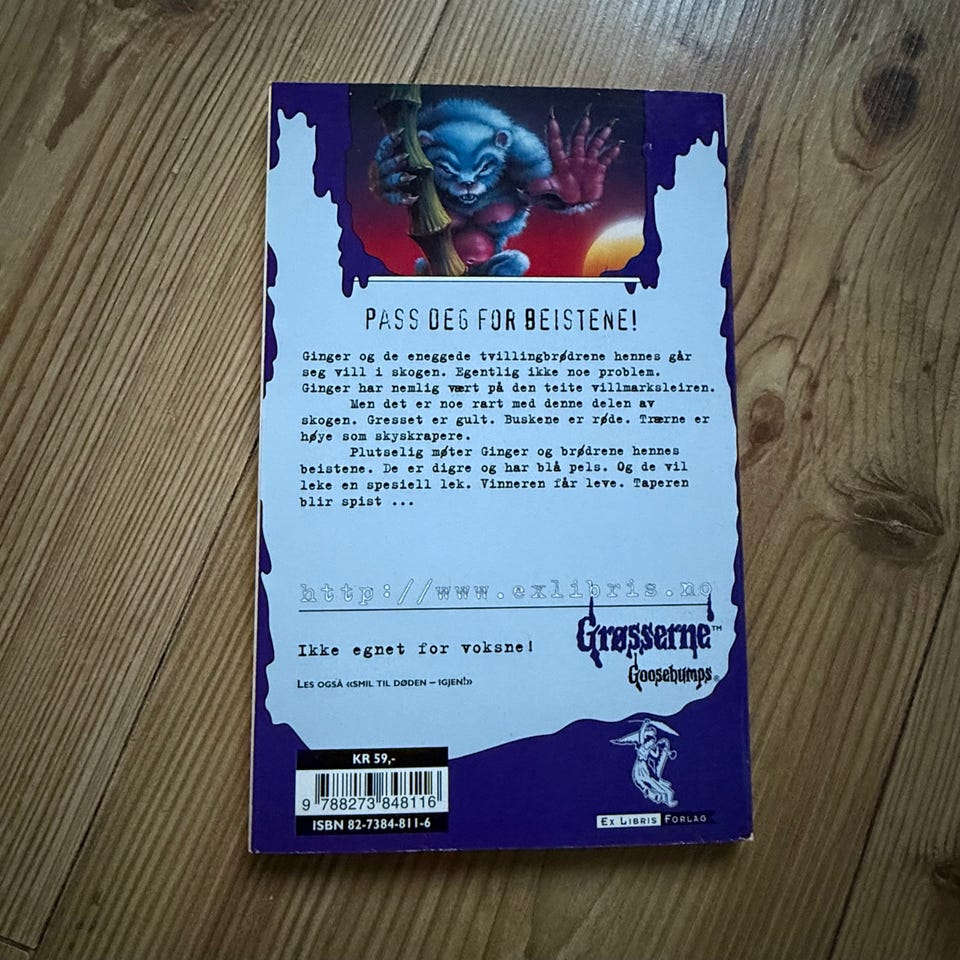 PASS DEG FOR BEISTENE!
Ginger og de eneggede tvillingbrødrene hennes går
seg vill i skogen. Egentlig ikke noe problem.
Ginger har nemlig vært på den teite villmarksleiren.
Men det er noe rart med denne delen av
skogen. Gresset er gult. Buskene er røde. Trærne er
høye som skyskrapere.
Plutselig møter Ginger og brødrene hennes
beistene. De er digre og har blå pels. Og de vil
leke en spesiell lek. Vinneren får leve. Taperen
blir spist ...
http://www.exlibris.no
Grøsserne™
Ikke egnet for voksne!
Goosebumps®
LES OGSÅ «SMIL TIL DØDEN – IGJEN!»
KR 59,-
9 788273 848116
ISBN 82-7384-811-6
EX LIBRIS FORLAG